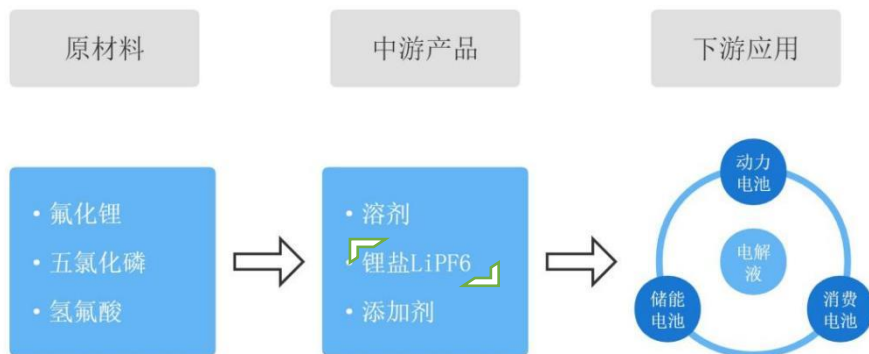 原材料
中游产品
下游应用
· 氟化锂
· 五氯化磷
· 氢氟酸
· 溶剂
· 锂盐LiPF6
· 添加剂
动力
电池
电解
液
储能
电池
消费
电池